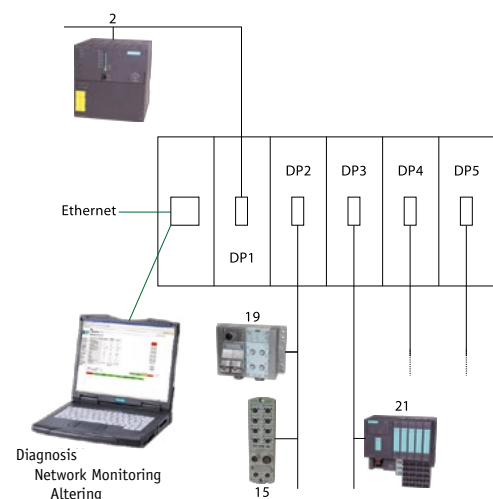 2
DP2 DP3 DP4 DP5
Ethernet
DP1
19
21
15
Diagnosis
Network Monitoring
Altering